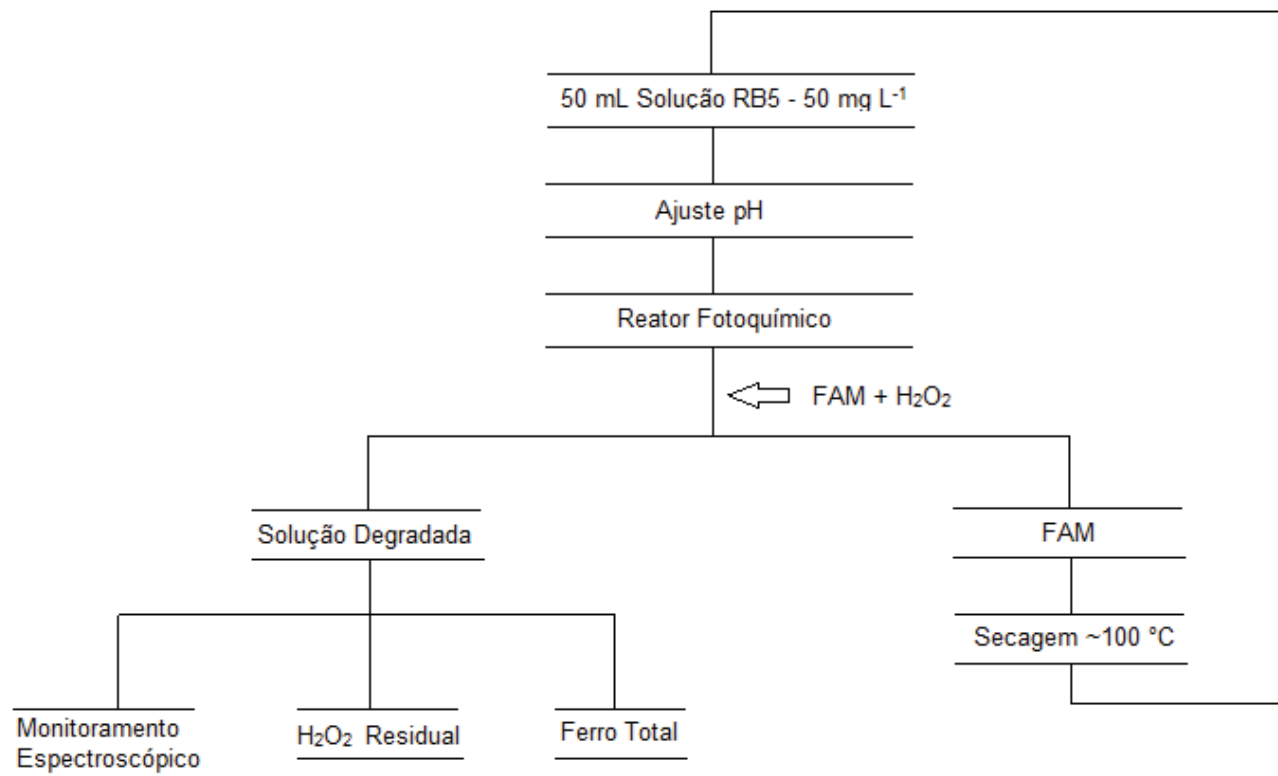 50 mL Solução RB5 - 50 mg L⁻¹
Ajuste pH
Reator Fotoquímico
FAM + H₂O₂
Solução Degradada
FAM
Secagem ~100 °C
Monitoramento
Espectroscópico
H₂O₂ Residual
Ferro Total